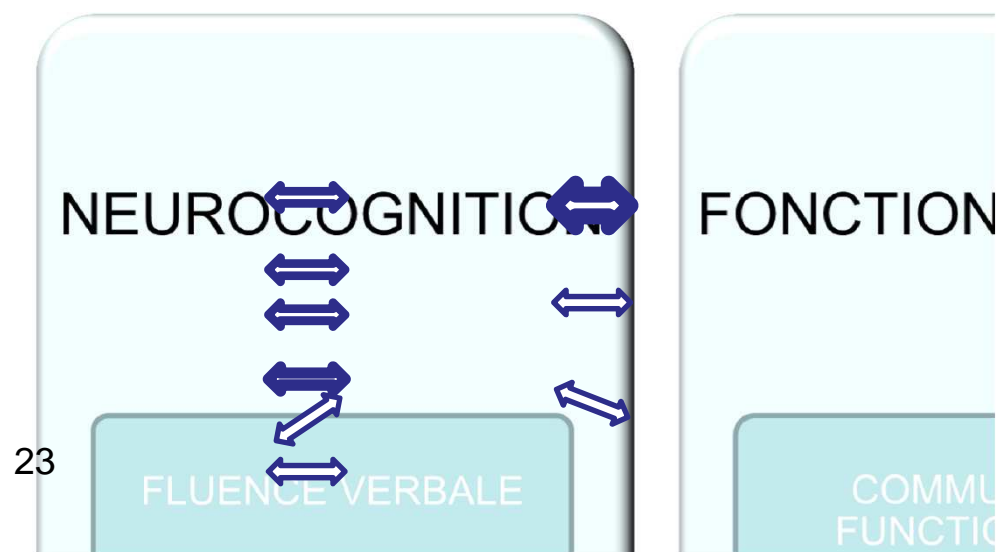 NEUROCOGNITION
FONCTION
23
FLUENCE VERBALE
COMMU
FUNCTIO